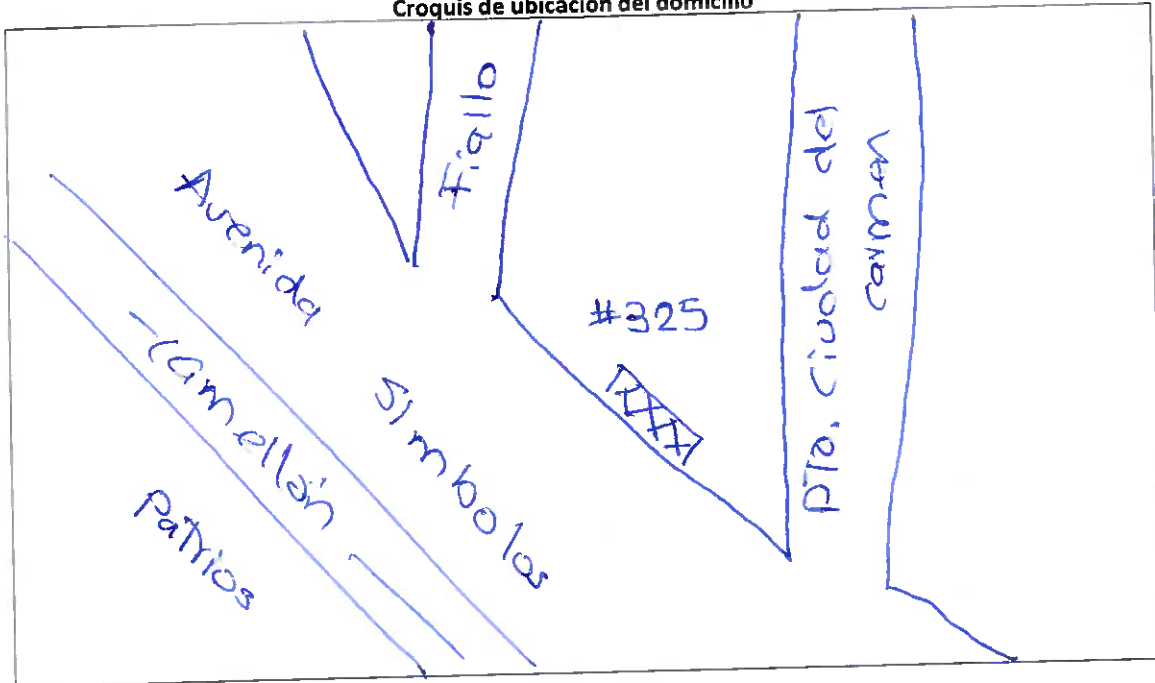 Croquis de ubicación del domicilio
Fiallo
Avenida
Pto. Ciudad del
Carmen
#325
Camellón
Símbolos
Patrios